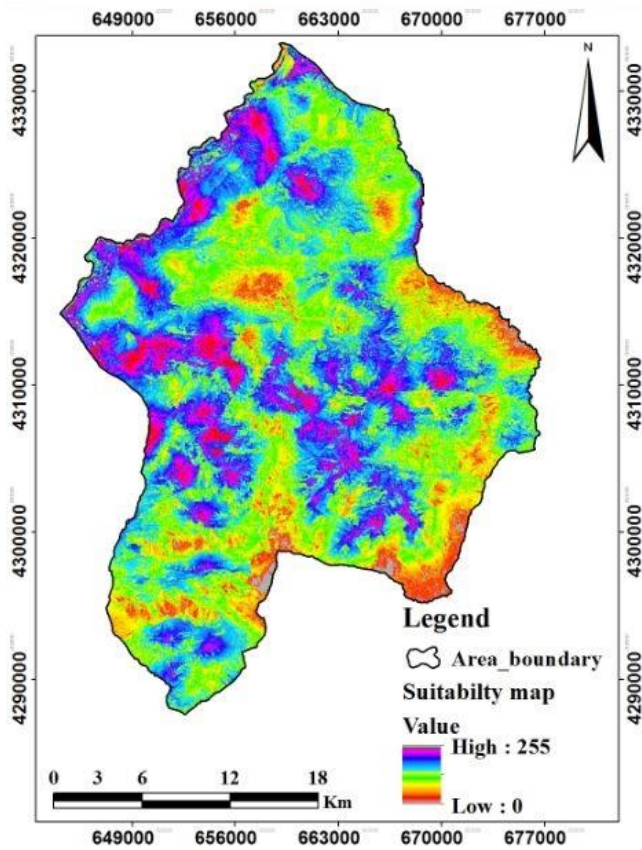 649000 656000 663000 670000 677000
N
4330000 4330000
4320000 4320000
4310000 4310000
4300000 4300000
4290000 4290000
Legend
Area_boundary
Suitabilty map
Value
High : 255
Low : 0
0 3 6 12 18
Km
649000 656000 663000 670000 677000